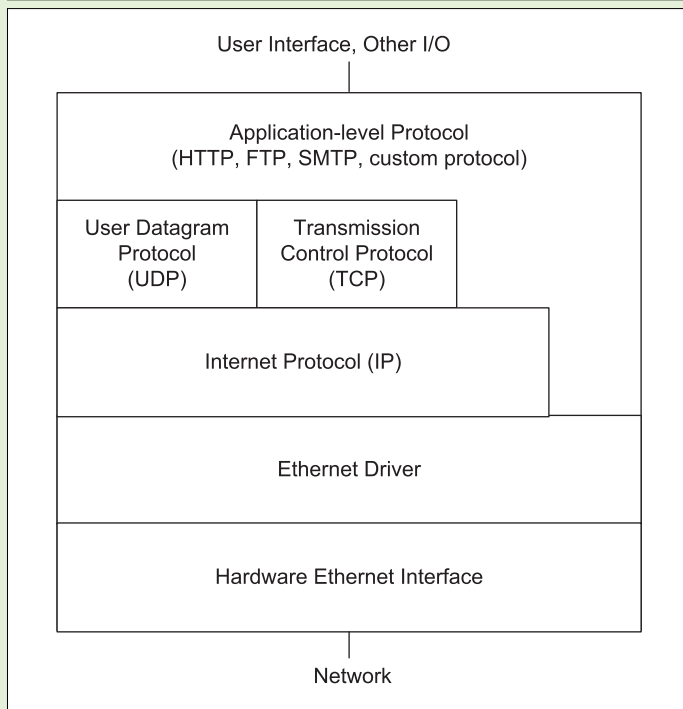 User Interface, Other I/O
Application-level Protocol
(HTTP, FTP, SMTP, custom protocol)
User Datagram
Protocol
(UDP)
Transmission
Control Protocol
(TCP)
Internet Protocol (IP)
Ethernet Driver
Hardware Ethernet Interface
Network